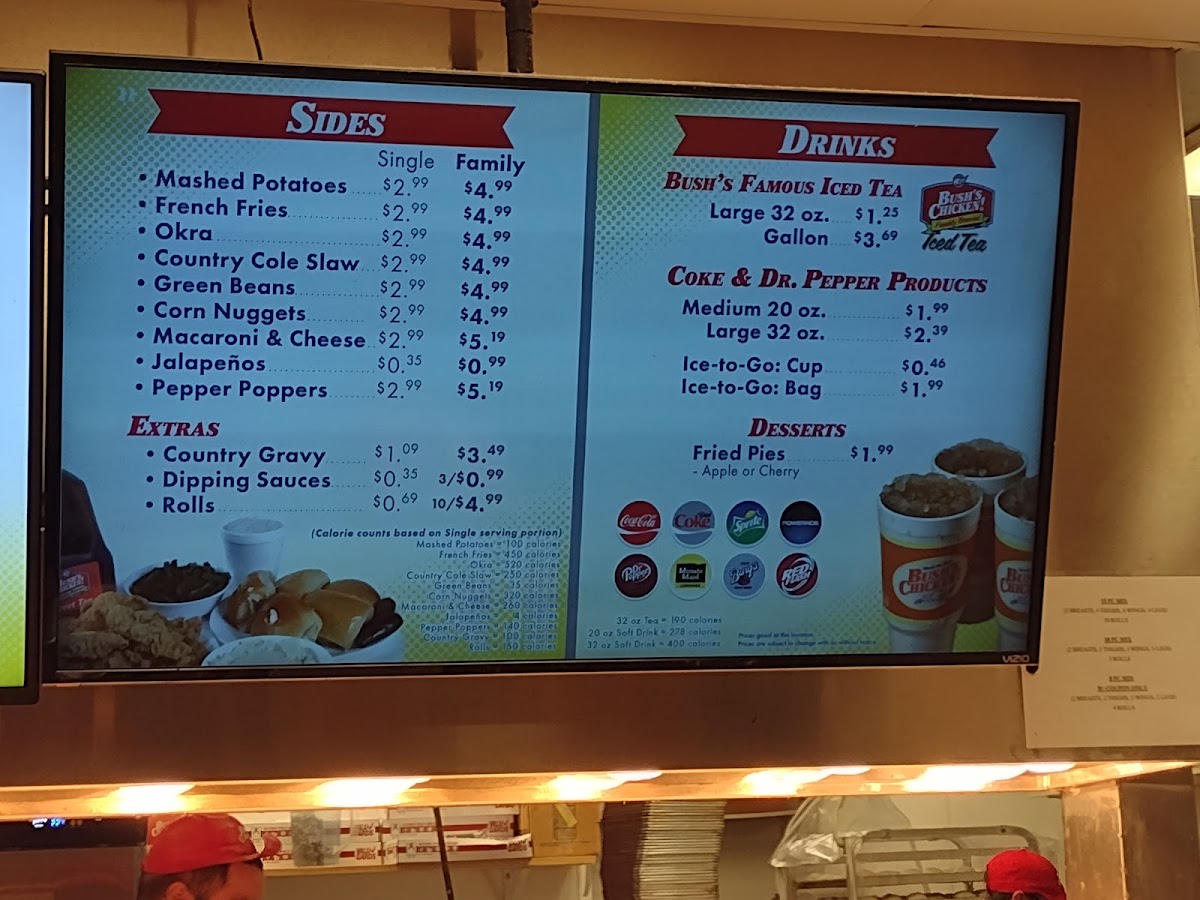 SIDES
Single Family
• Mashed Potatoes $2.99 $4.99
• French Fries $2.99 $4.99
• Okra $2.99 $4.99
• Country Cole Slaw $2.99 $4.99
• Green Beans $2.99 $4.99
• Corn Nuggets $2.99 $4.99
• Macaroni & Cheese $2.99 $5.19
• Jalapeños $0.35 $0.99
• Pepper Poppers $2.99 $5.19
EXTRAS
• Country Gravy $1.09 $3.49
• Dipping Sauces $0.35 3/$0.99
• Rolls $0.69 10/$4.99
(Calorie counts based on Single serving portion)
Mashed Potatoes = 100 calories
French Fries = 450 calories
Okra = 520 calories
Country Cole Slaw = 250 calories
Green Beans = 35 calories
Corn Nuggets = 320 calories
Macaroni & Cheese = 260 calories
Jalapeños = 4 calories
Pepper Poppers = 140 calories
Country Gravy = 100 calories
Rolls = 150 calories
DRINKS
BUSH'S FAMOUS ICED TEA
Large 32 oz. $1.25
Gallon $3.69
BUSH'S
CHICKEN!
Iced Tea
COKE & DR. PEPPER PRODUCTS
Medium 20 oz. $1.99
Large 32 oz. $2.39
Ice-to-Go: Cup $0.46
Ice-to-Go: Bag $1.99
DESSERTS
Fried Pies $1.99
- Apple or Cherry
Coca-Cola
Coke
Sprite
POWERADE
Dr Pepper
Minute Maid
Barq's
RED FLASH
32 oz Tea = 190 calories
20 oz Soft Drink = 278 calories
32 oz Soft Drink = 400 calories
Prices good at this location.
Prices are subject to change with or without notice.
BUSH'S
CHICKEN
VIZIO
4 ROLLS